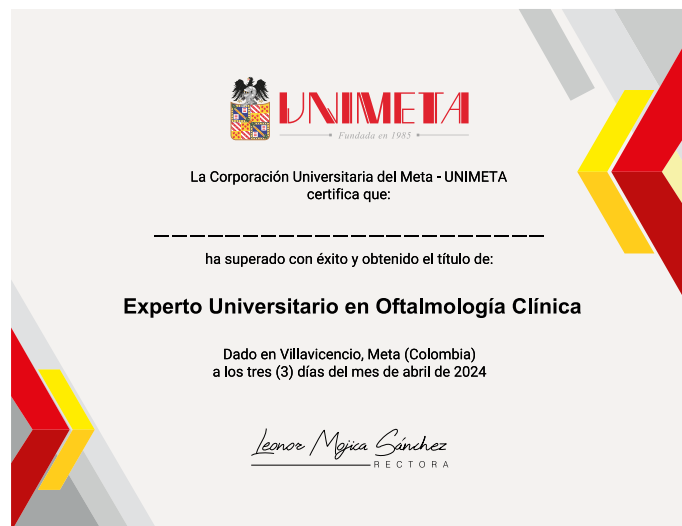 UNIMETA
Fundada en 1985
La Corporación Universitaria del Meta - UNIMETA
certifica que:
ha superado con éxito y obtenido el título de:
Experto Universitario en Oftalmología Clínica
Dado en Villavicencio, Meta (Colombia)
a los tres (3) días del mes de abril de 2024
Leonor Mojica Sánchez
RECTORA